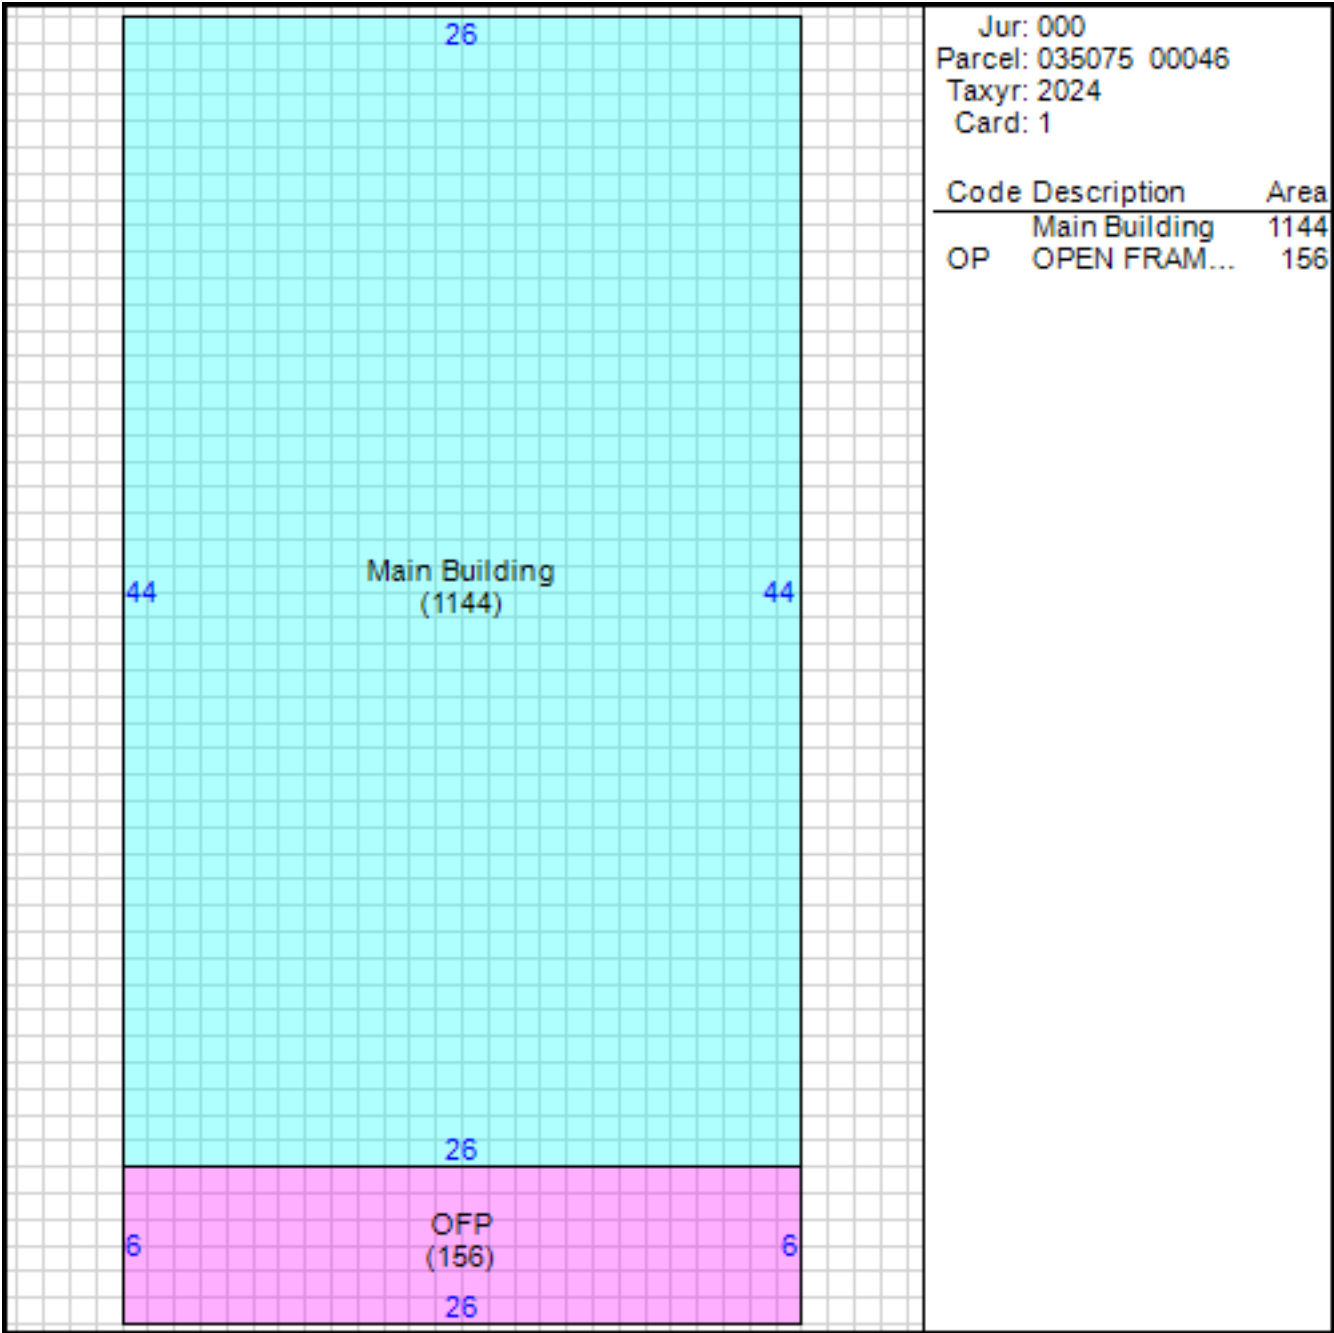 26
44
Main Building
(1144)
44
26
6
OFP
(156)
6
26
Jur: 000
Parcel: 035075 00046
Taxyr: 2024
Card: 1
Code Description Area
Main Building 1144
OP OPEN FRAM... 156